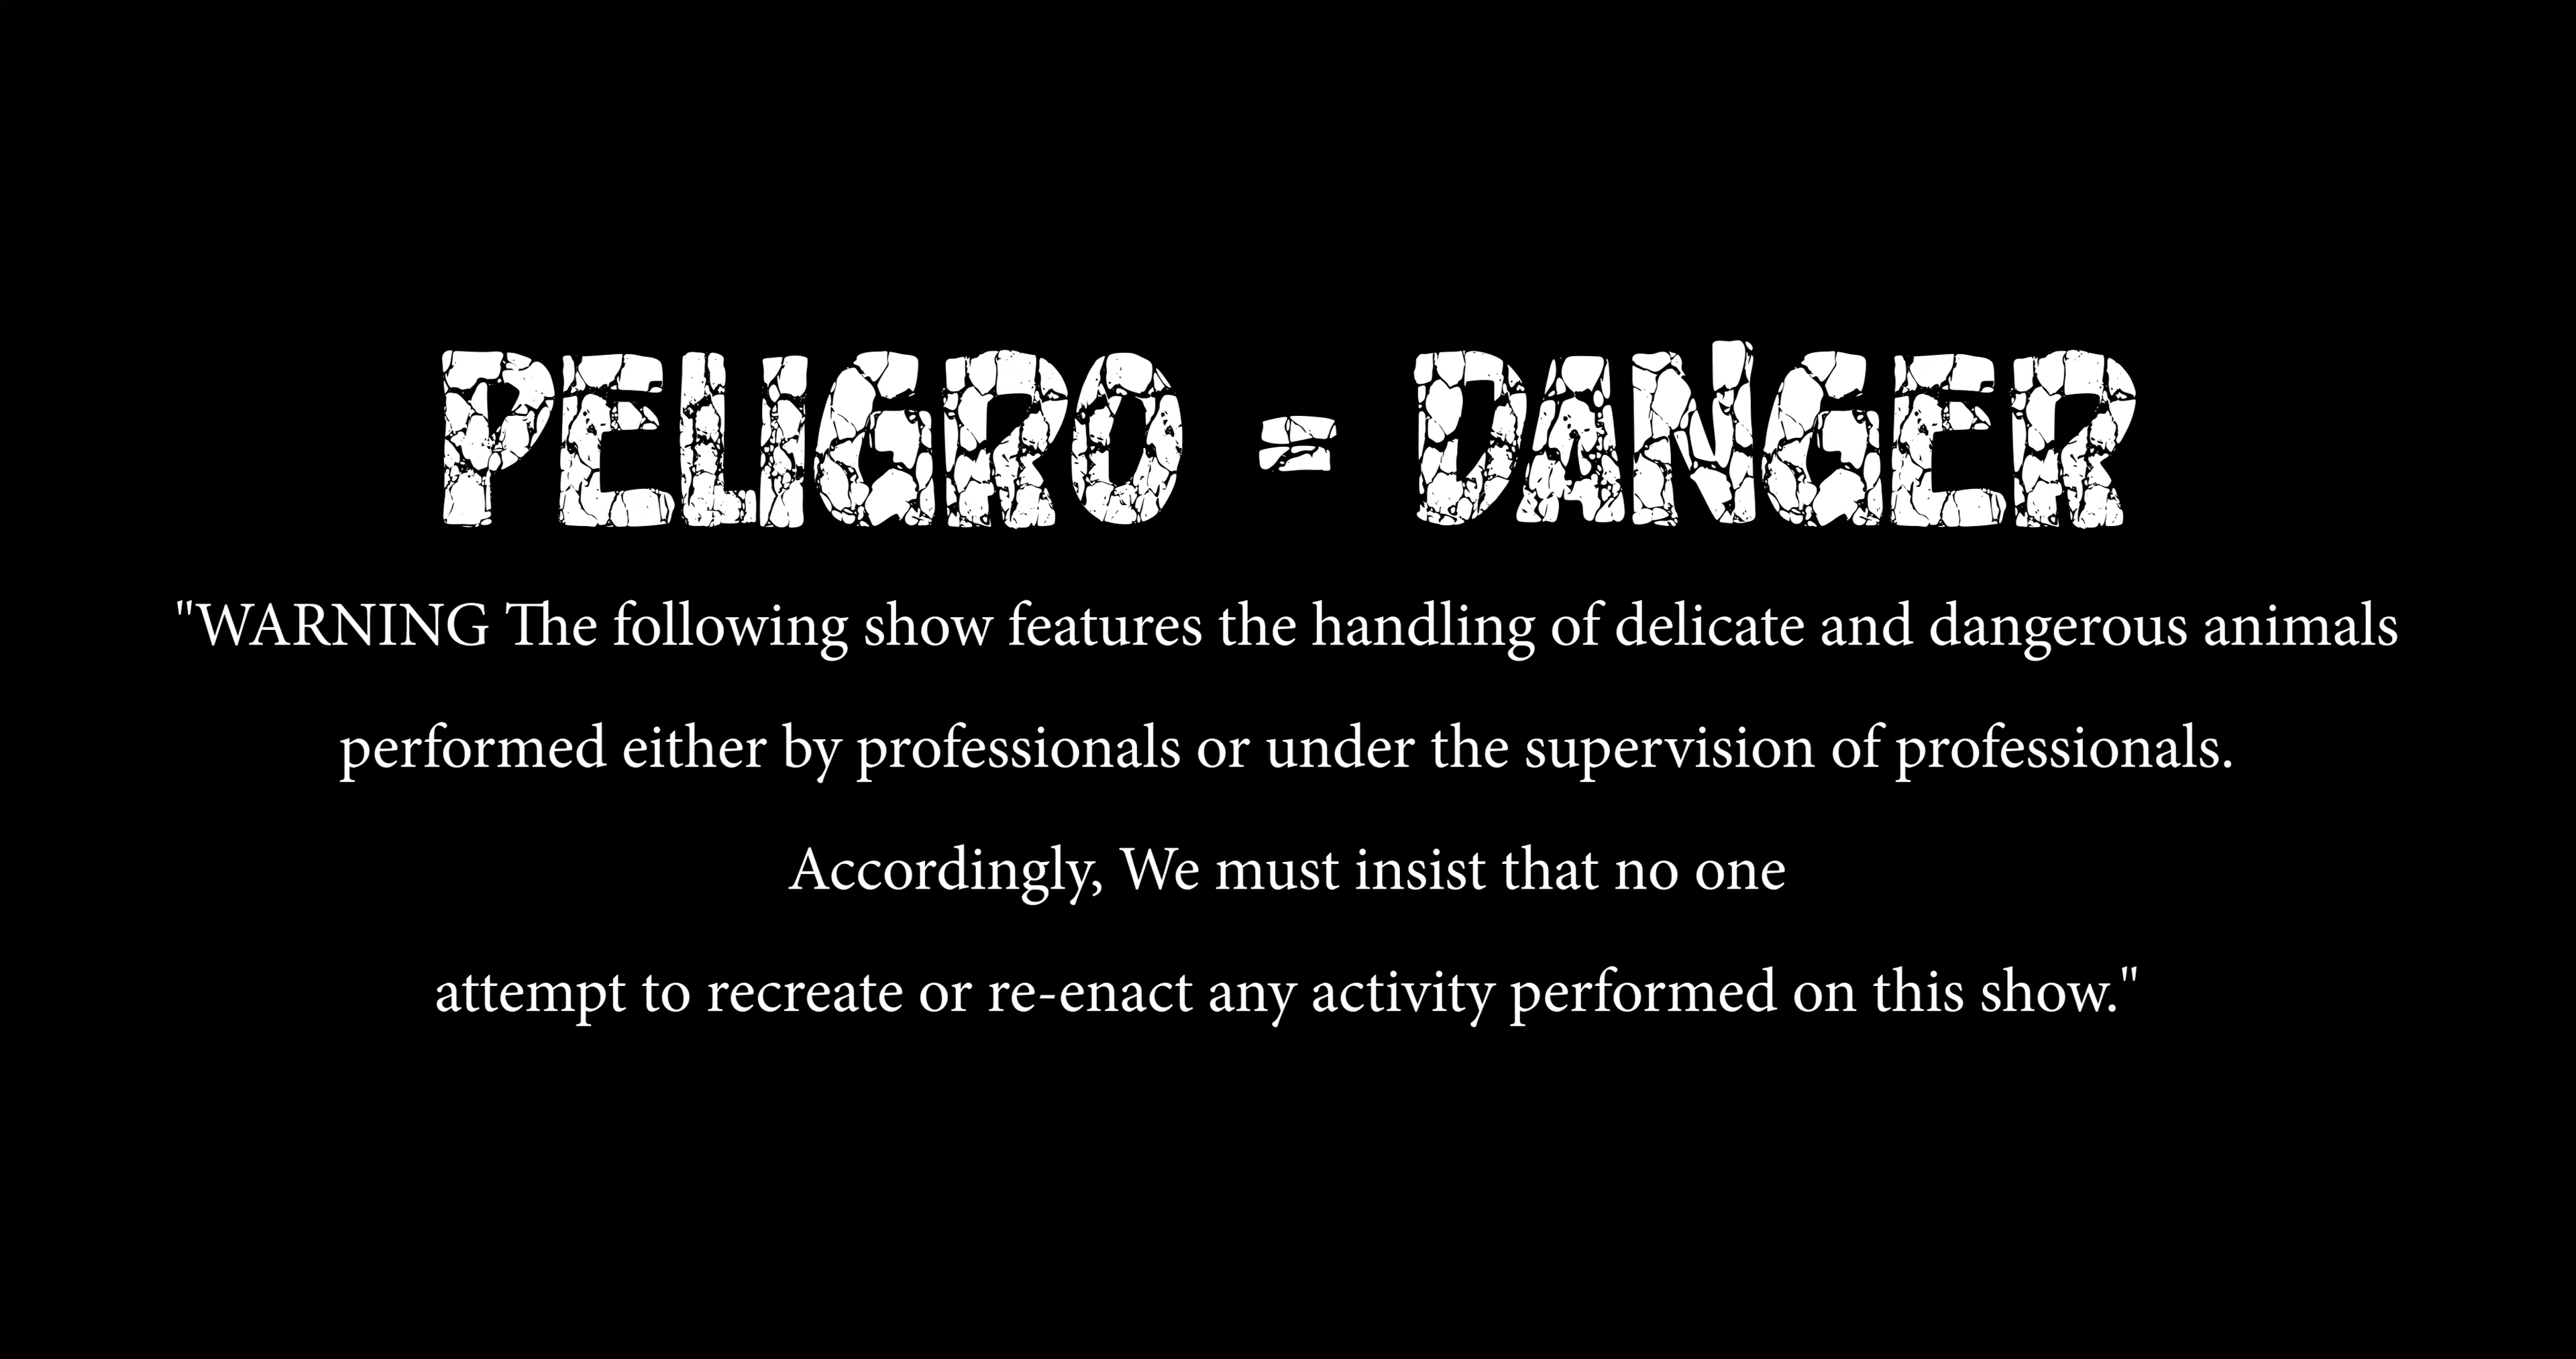 PELIGRO = DANGER
"WARNING The following show features the handling of delicate and dangerous animals
performed either by professionals or under the supervision of professionals.
Accordingly, We must insist that no one
attempt to recreate or re-enact any activity performed on this show."